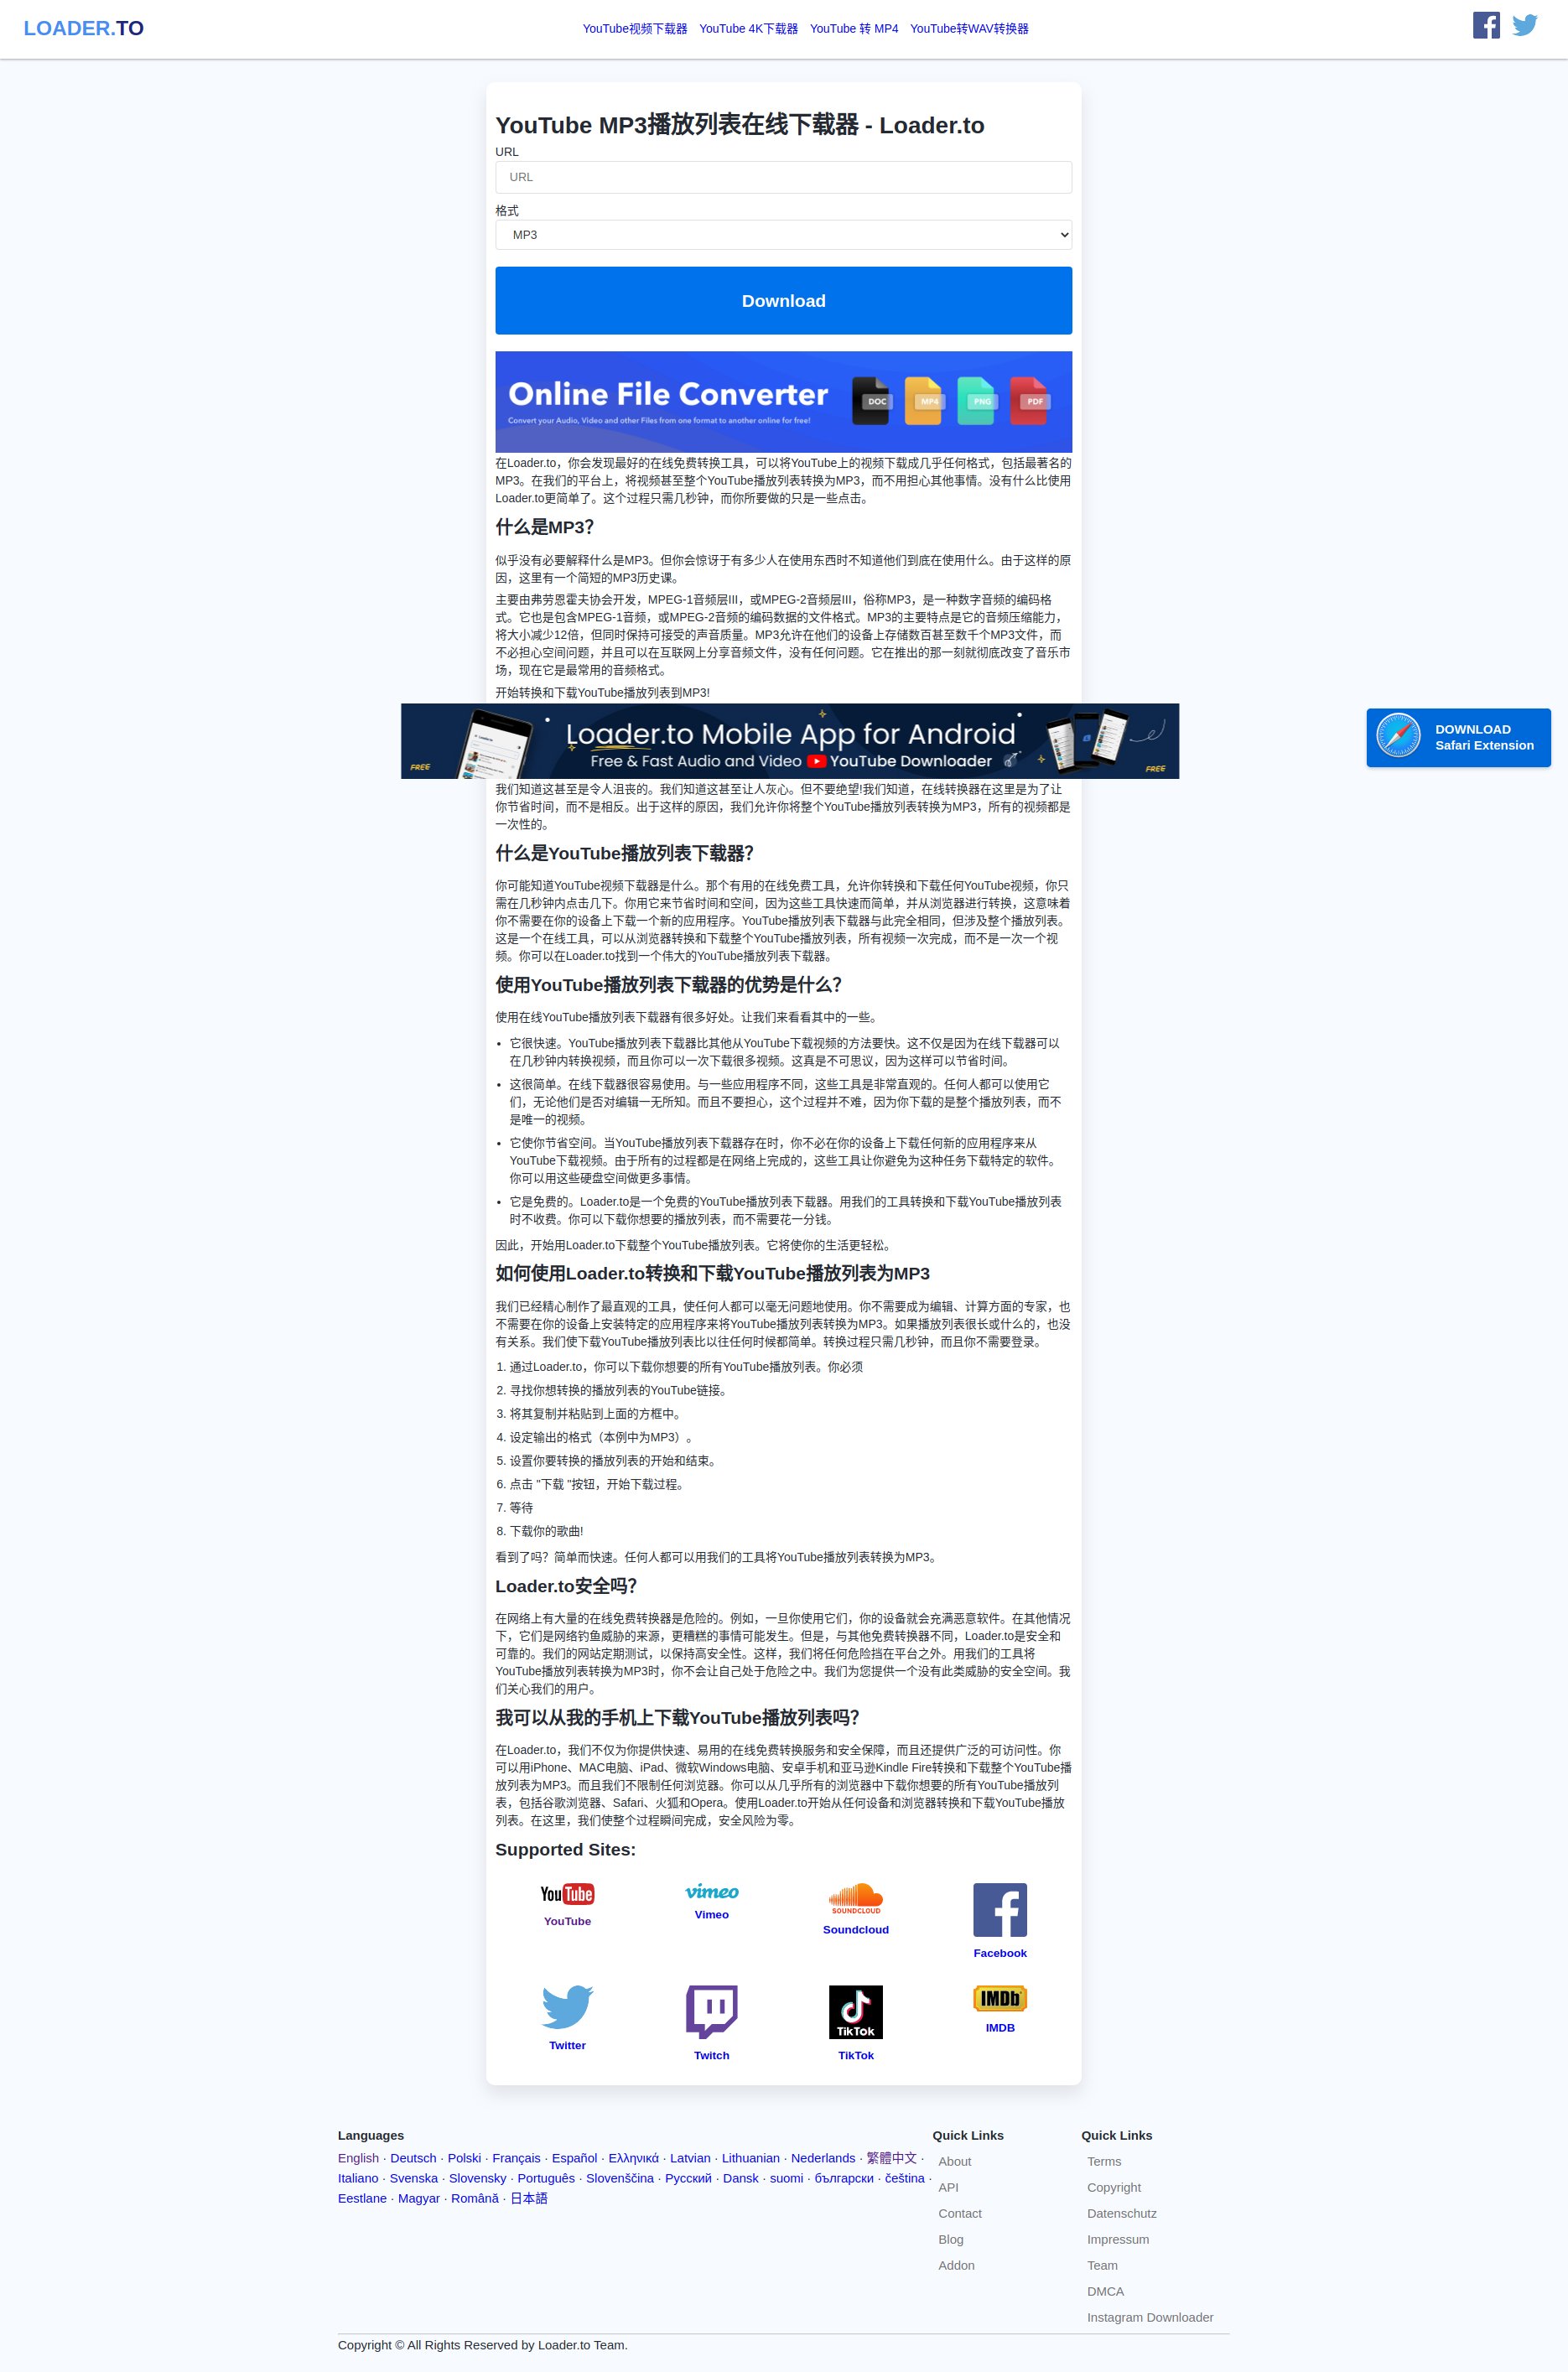 LOADER.TO
YouTube视频下载器 YouTube 4K下载器 YouTube 转 MP4 YouTube转WAV转换器
YouTube MP3播放列表在线下载器 - Loader.to
URL
URL
格式
MP3
Download
Online File Converter
Convert your Audio, Video and other Files from one format to another online for free!
DOC MP4 PNG PDF
在Loader.to，你会发现最好的在线免费转换工具，可以将YouTube上的视频下载成几乎任何格式，包括最著名的
MP3。在我们的平台上，将视频甚至整个YouTube播放列表转换为MP3，而不用担心其他事情。没有什么比使用
Loader.to更简单了。这个过程只需几秒钟，而你所要做的只是一些点击。
什么是MP3？
似乎没有必要解释什么是MP3。但你会惊讶于有多少人在使用东西时不知道他们到底在使用什么。由于这样的原
因，这里有一个简短的MP3历史课。
主要由弗劳恩霍夫协会开发，MPEG-1音频层III，或MPEG-2音频层III，俗称MP3，是一种数字音频的编码格
式。它也是包含MPEG-1音频，或MPEG-2音频的编码数据的文件格式。MP3的主要特点是它的音频压缩能力，
将大小减少12倍，但同时保持可接受的声音质量。MP3允许在他们的设备上存储数百甚至数千个MP3文件，而
不必担心空间问题，并且可以在互联网上分享音频文件，没有任何问题。它在推出的那一刻就彻底改变了音乐市
场，现在它是最常用的音频格式。
开始转换和下载YouTube播放列表到MP3!
Loader.to Mobile App for Android
Free & Fast Audio and Video YouTube Downloader
FREE
FREE
DOWNLOAD
Safari Extension
我们知道这甚至是令人沮丧的。我们知道这甚至让人灰心。但不要绝望!我们知道，在线转换器在这里是为了让
你节省时间，而不是相反。出于这样的原因，我们允许你将整个YouTube播放列表转换为MP3，所有的视频都是
一次性的。
什么是YouTube播放列表下载器？
你可能知道YouTube视频下载器是什么。那个有用的在线免费工具，允许你转换和下载任何YouTube视频，你只
需在几秒钟内点击几下。你用它来节省时间和空间，因为这些工具快速而简单，并从浏览器进行转换，这意味着
你不需要在你的设备上下载一个新的应用程序。YouTube播放列表下载器与此完全相同，但涉及整个播放列表。
这是一个在线工具，可以从浏览器转换和下载整个YouTube播放列表，所有视频一次完成，而不是一次一个视
频。你可以在Loader.to找到一个伟大的YouTube播放列表下载器。
使用YouTube播放列表下载器的优势是什么？
使用在线YouTube播放列表下载器有很多好处。让我们来看看其中的一些。
• 它很快速。YouTube播放列表下载器比其他从YouTube下载视频的方法要快。这不仅是因为在线下载器可以
在几秒钟内转换视频，而且你可以一次下载很多视频。这真是不可思议，因为这样可以节省时间。
• 这很简单。在线下载器很容易使用。与一些应用程序不同，这些工具是非常直观的。任何人都可以使用它
们，无论他们是否对编辑一无所知。而且不要担心，这个过程并不难，因为你下载的是整个播放列表，而不
是唯一的视频。
• 它使你节省空间。当YouTube播放列表下载器存在时，你不必在你的设备上下载任何新的应用程序来从
YouTube下载视频。由于所有的过程都是在网络上完成的，这些工具让你避免为这种任务下载特定的软件。
你可以用这些硬盘空间做更多事情。
• 它是免费的。Loader.to是一个免费的YouTube播放列表下载器。用我们的工具转换和下载YouTube播放列表
时不收费。你可以下载你想要的播放列表，而不需要花一分钱。
因此，开始用Loader.to下载整个YouTube播放列表。它将使你的生活更轻松。
如何使用Loader.to转换和下载YouTube播放列表为MP3
我们已经精心制作了最直观的工具，使任何人都可以毫无问题地使用。你不需要成为编辑、计算方面的专家，也
不需要在你的设备上安装特定的应用程序来将YouTube播放列表转换为MP3。如果播放列表很长或什么的，也没
有关系。我们使下载YouTube播放列表比以往任何时候都简单。转换过程只需几秒钟，而且你不需要登录。
1. 通过Loader.to，你可以下载你想要的所有YouTube播放列表。你必须
2. 寻找你想转换的播放列表的YouTube链接。
3. 将其复制并粘贴到上面的方框中。
4. 设定输出的格式（本例中为MP3）。
5. 设置你要转换的播放列表的开始和结束。
6. 点击 "下载 "按钮，开始下载过程。
7. 等待
8. 下载你的歌曲!
看到了吗？简单而快速。任何人都可以用我们的工具将YouTube播放列表转换为MP3。
Loader.to安全吗？
在网络上有大量的在线免费转换器是危险的。例如，一旦你使用它们，你的设备就会充满恶意软件。在其他情况
下，它们是网络钓鱼威胁的来源，更糟糕的事情可能发生。但是，与其他免费转换器不同，Loader.to是安全和
可靠的。我们的网站定期测试，以保持高安全性。这样，我们将任何危险挡在平台之外。用我们的工具将
YouTube播放列表转换为MP3时，你不会让自己处于危险之中。我们为您提供一个没有此类威胁的安全空间。我
们关心我们的用户。
我可以从我的手机上下载YouTube播放列表吗？
在Loader.to，我们不仅为你提供快速、易用的在线免费转换服务和安全保障，而且还提供广泛的可访问性。你
可以用iPhone、MAC电脑、iPad、微软Windows电脑、安卓手机和亚马逊Kindle Fire转换和下载整个YouTube播
放列表为MP3。而且我们不限制任何浏览器。你可以从几乎所有的浏览器中下载你想要的所有YouTube播放列
表，包括谷歌浏览器、Safari、火狐和Opera。使用Loader.to开始从任何设备和浏览器转换和下载YouTube播放
列表。在这里，我们使整个过程瞬间完成，安全风险为零。
Supported Sites:
YouTube vimeo SOUNDCLOUD
YouTube Vimeo Soundcloud Facebook
TikTok IMDb
Twitter Twitch TikTok IMDB
Languages
English · Deutsch · Polski · Français · Español · Ελληνικά · Latvian · Lithuanian · Nederlands · 繁體中文 ·
Italiano · Svenska · Slovensky · Português · Slovenščina · Русский · Dansk · suomi · български · čeština ·
Eestlane · Magyar · Română · 日本語
Quick Links
About
API
Contact
Blog
Addon
Quick Links
Terms
Copyright
Datenschutz
Impressum
Team
DMCA
Instagram Downloader
Copyright © All Rights Reserved by Loader.to Team.